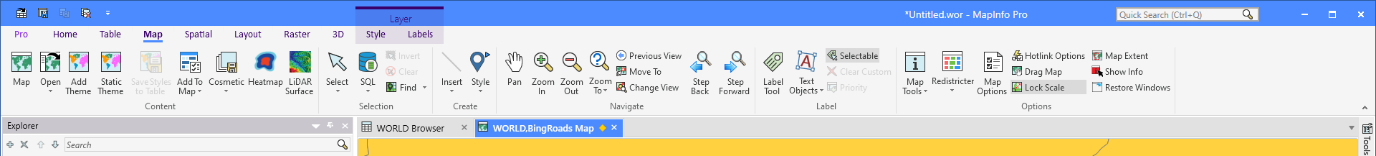 *Untitled.wor - MapInfo Pro
Quick Search (Ctrl+Q)
Layer
Pro Home Table Map Spatial Layout Raster 3D Style Labels
Map Open Add Theme Static Theme Save Styles to Table Add To Map Cosmetic Heatmap LiDAR Surface
Content
Select SQL Insert Clear Find
Selection
Insert Style
Create
Pan Zoom In Zoom Out Zoom To Previous View Move To Change View Step Back Step Forward
Navigate
Label Tool Text Objects Selectable Clear Custom Priority
Label
Map Tools Redistricter Map Options Hotlink Options Drag Map Lock Scale Map Extent Show Info Restore Windows
Options
Explorer
Search
WORLD Browser
WORLD.BingRoads Map
Tools